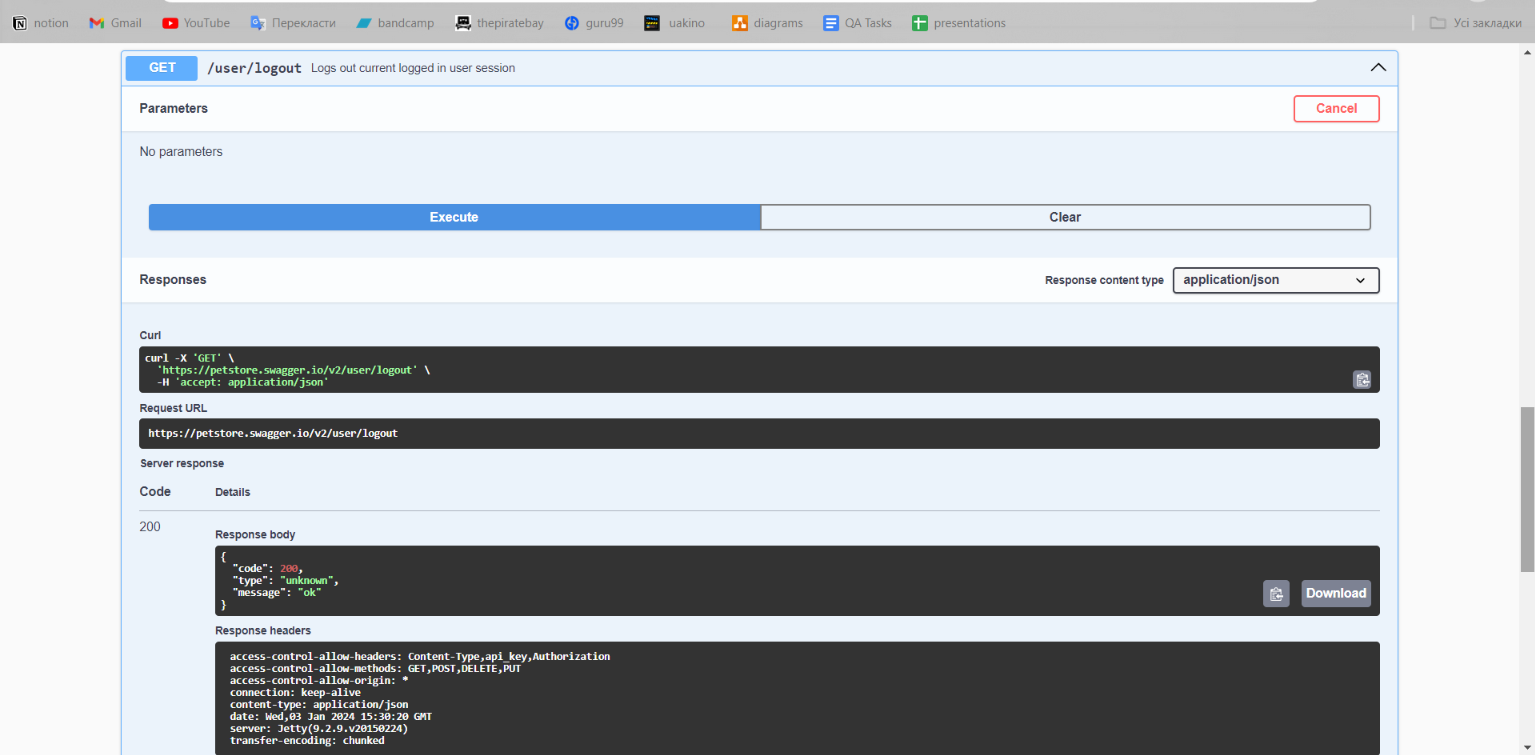 notion Gmail YouTube Перекласти bandcamp thepiratebay guru99 uakino diagrams QA Tasks presentations Усі закладки
GET /user/logout Logs out current logged in user session
Parameters Cancel
No parameters
Execute Clear
Responses Response content type application/json
Curl
curl -X 'GET' \
'https://petstore.swagger.io/v2/user/logout' \
-H 'accept: application/json'
Request URL
https://petstore.swagger.io/v2/user/logout
Server response
Code Details
200
Response body
{
"code": 200,
"type": "unknown",
"message": "ok"
}
Download
Response headers
access-control-allow-headers: Content-Type,api_key,Authorization
access-control-allow-methods: GET,POST,DELETE,PUT
access-control-allow-origin: *
connection: keep-alive
content-type: application/json
date: Wed,03 Jan 2024 15:30:20 GMT
server: Jetty(9.2.9.v20150224)
transfer-encoding: chunked